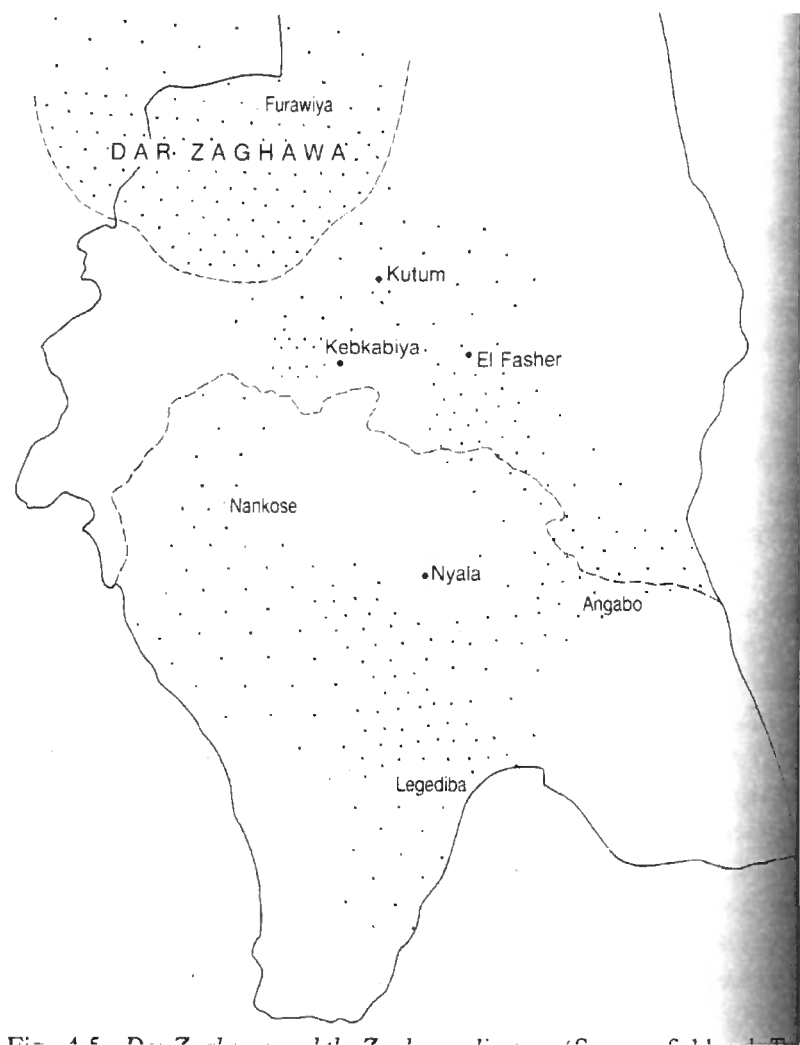 Furawiya
DAR ZAGHAWA
Kutum
Kebkabiya
El Fasher
Nankose
Nyala
Angabo
Legediba
Fig. 4.5